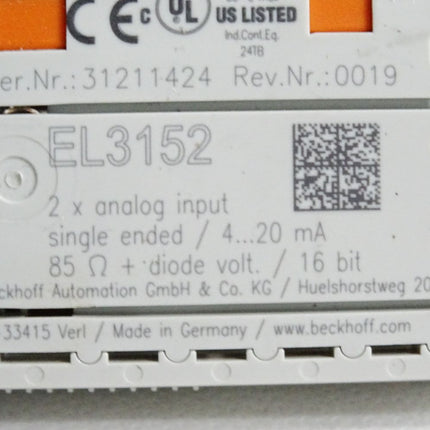 CE c UL US LISTED
Ind.Cont.Eq.
24TB
er.Nr.: 31211424 Rev.Nr.:0019
EL3152
2 x analog input
single ended / 4...20 mA
85 Ω + diode volt. / 16 bit
ckhoff Automation GmbH & Co. KG / Huelshorstweg 20
-33415 Verl / Made in Germany / www.beckhoff.com